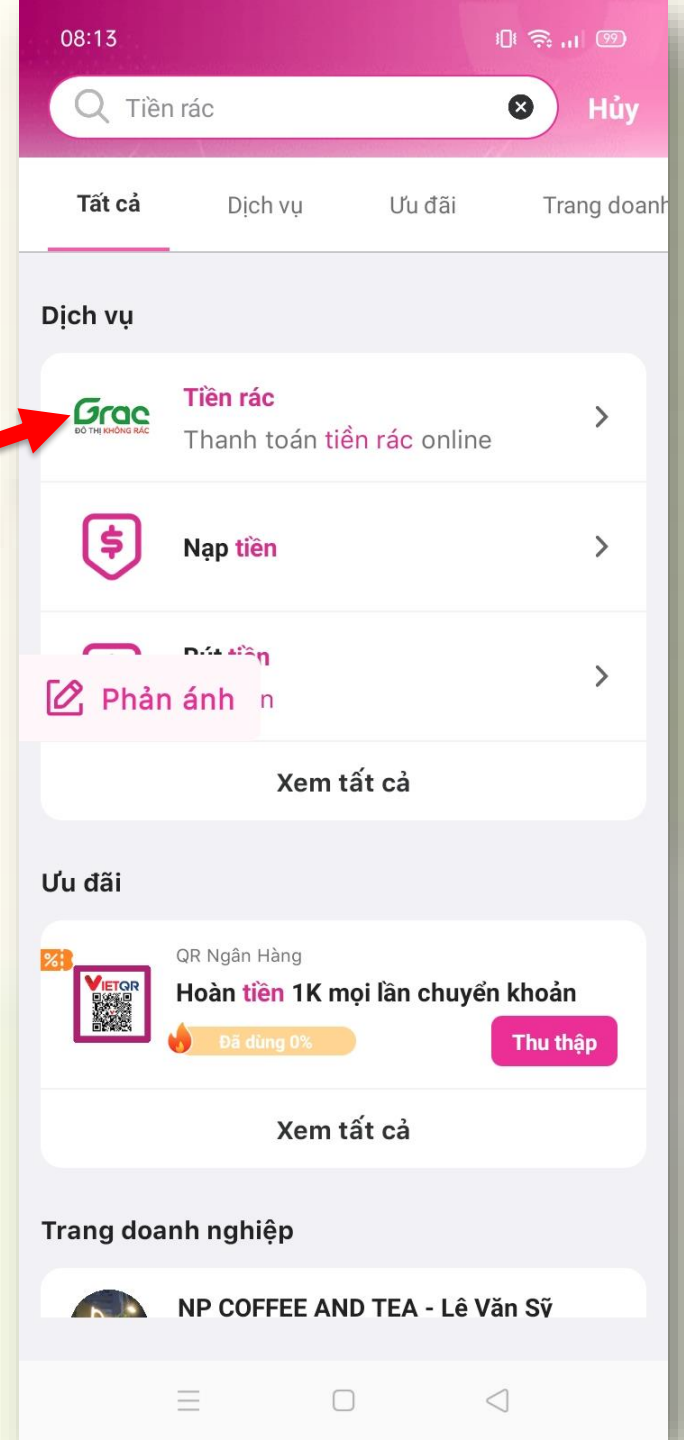 08:13
99
Tiền rác
Hủy
Tất cả
Dịch vụ
Ưu đãi
Trang doanh
Dịch vụ
Grac
ĐÔ THỊ KHÔNG RÁC
Tiền rác
Thanh toán tiền rác online
Nạp tiền
Rút tiền
n
Phản ánh
Xem tất cả
Ưu đãi
QR Ngân Hàng
VIETQR
Hoàn tiền 1K mọi lần chuyển khoản
Đã dùng 0%
Thu thập
Xem tất cả
Trang doanh nghiệp
NP COFFEE AND TEA - Lê Văn Sỹ